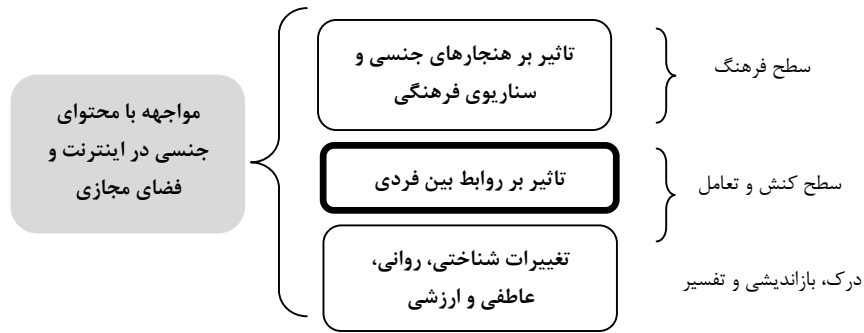 مواجهه با محتوای
جنسی در اینترنت و
فضای مجازی
تاثیر بر هنجارهای جنسی و
سناریوی فرهنگی
سطح فرهنگ
تاثیر بر روابط بین فردی
سطح کنش و تعامل
تغییرات شناختی، روانی،
عاطفی و ارزشی
درک، بازاندیشی و تفسیر